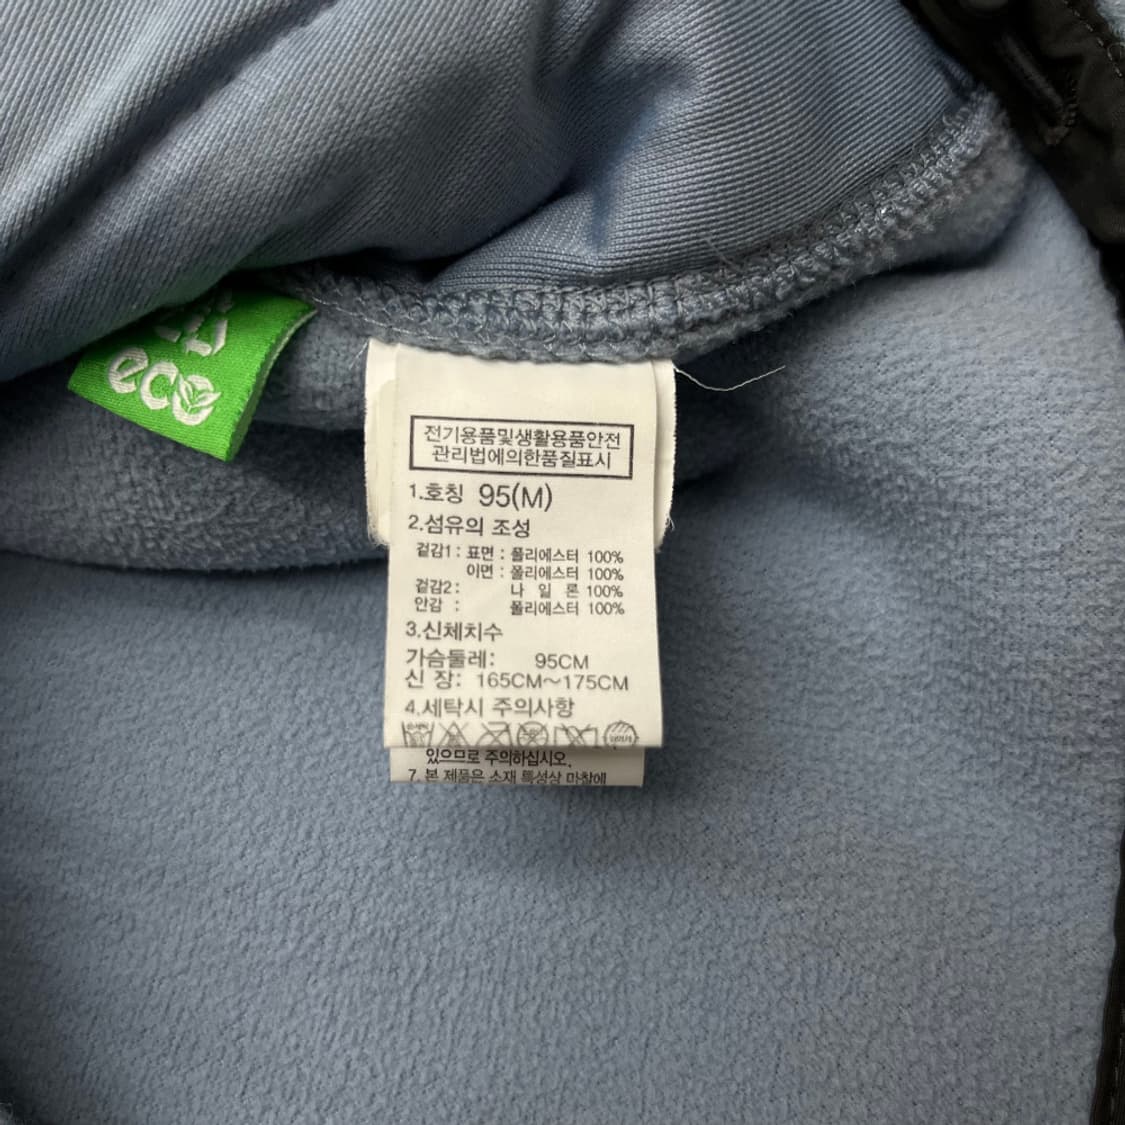 eco
전기용품및생활용품안전
관리법에의한품질표시
1.호칭 95(M)
2.섬유의 조성
겉감1: 표면 : 폴리에스터 100%
이면 : 폴리에스터 100%
겉감2: 나 일 론 100%
안감 : 폴리에스터 100%
3.신체치수
가슴둘레: 95CM
신 장: 165CM~175CM
4.세탁시 주의사항
있으므로 주의하십시오.
7. 본 제품은 소재 특성상 마찰에